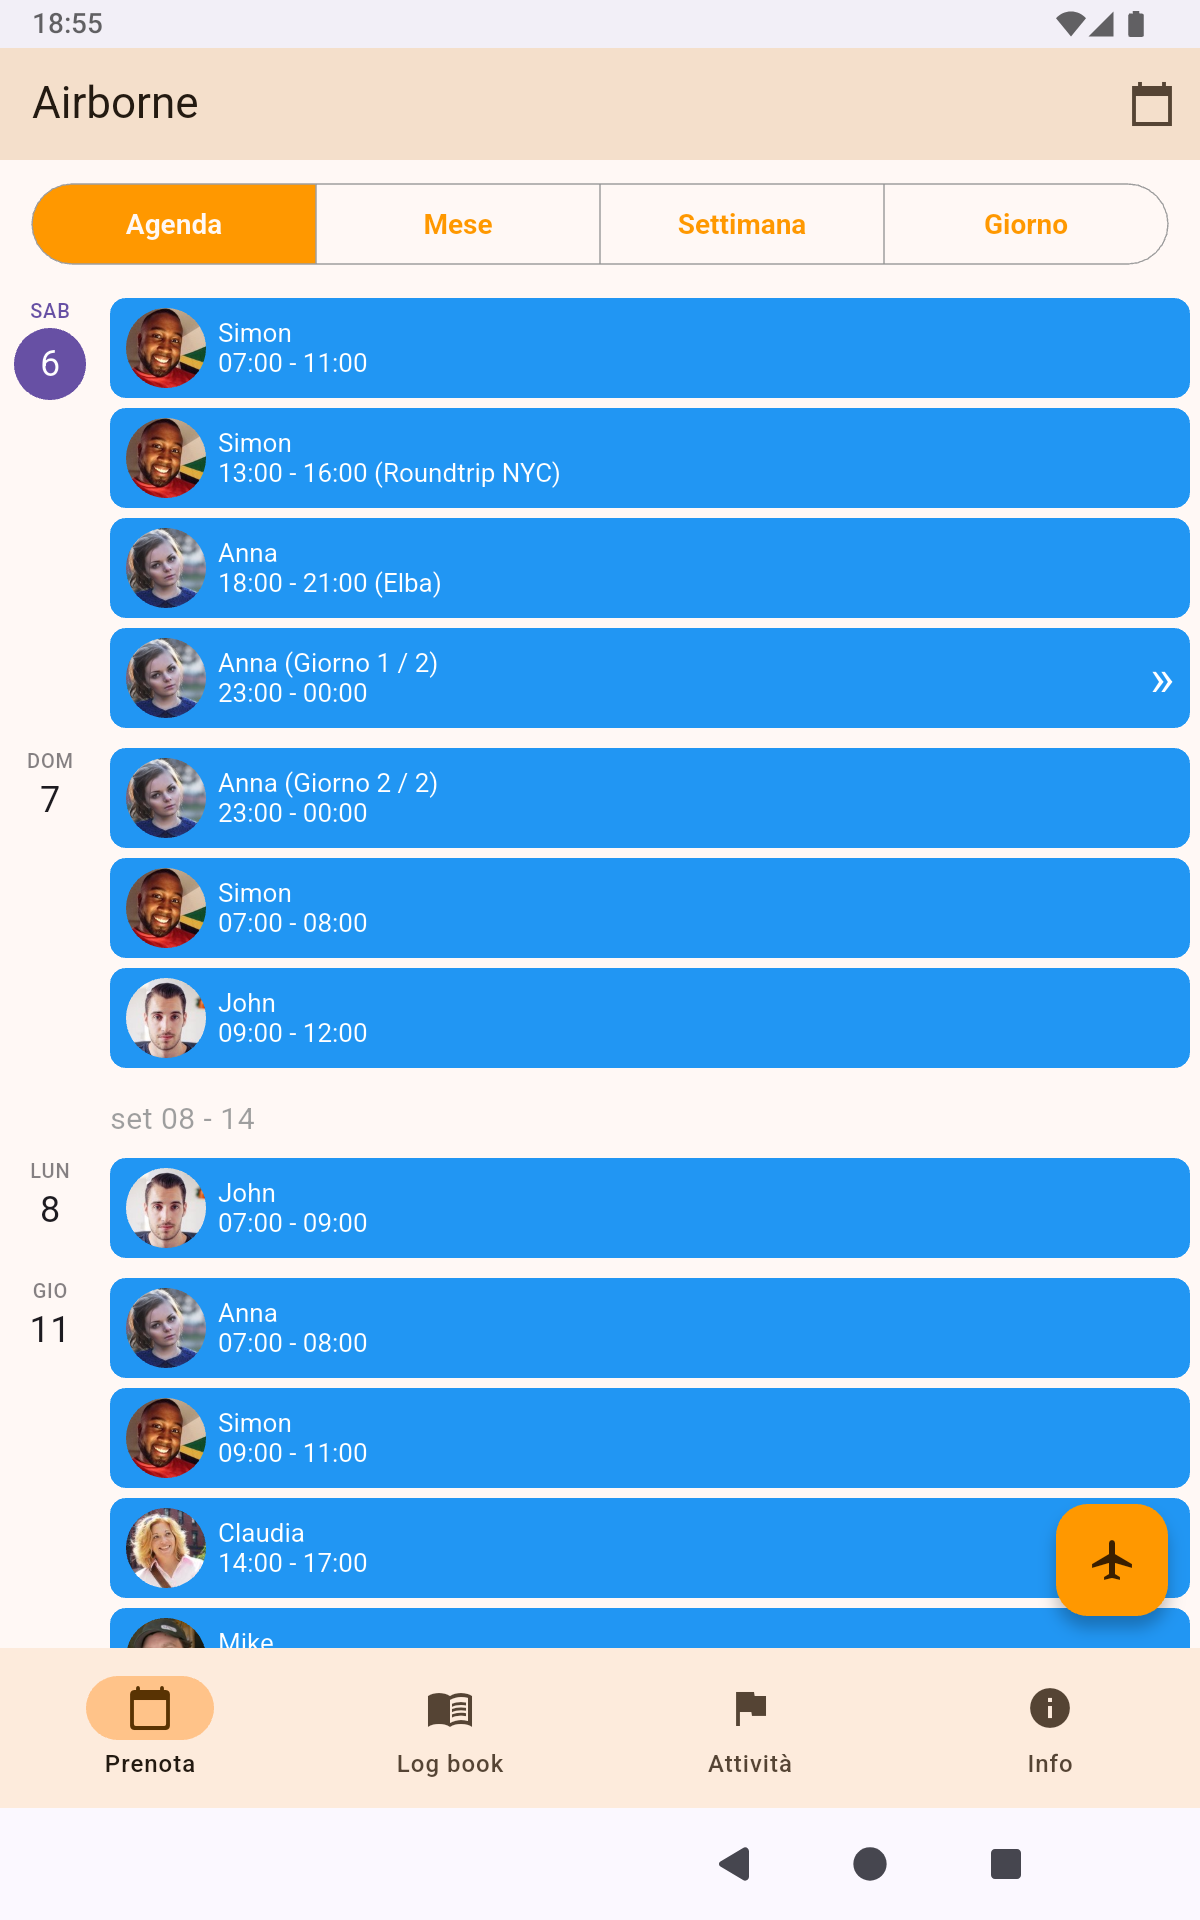 18:55
Airborne
Agenda
Mese
Settimana
Giorno
SAB
6
Simon
07:00 - 11:00
Simon
13:00 - 16:00 (Roundtrip NYC)
Anna
18:00 - 21:00 (Elba)
Anna (Giorno 1 / 2)
23:00 - 00:00
DOM
7
Anna (Giorno 2 / 2)
23:00 - 00:00
Simon
07:00 - 08:00
John
09:00 - 12:00
set 08 - 14
LUN
8
John
07:00 - 09:00
GIO
11
Anna
07:00 - 08:00
Simon
09:00 - 11:00
Claudia
14:00 - 17:00
Mike
Prenota
Log book
Attività
Info